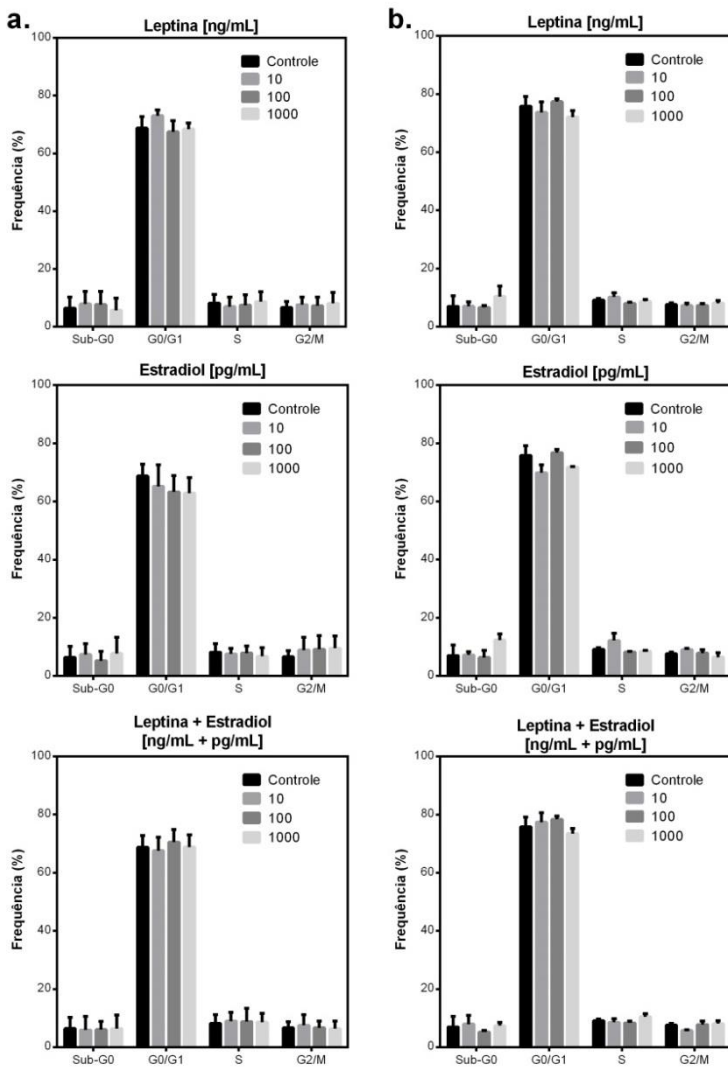 a.
Leptina [ng/mL]
Frequência (%)
100
80
60
40
20
0
Controle
10
100
1000
Sub-G0 G0/G1 S G2/M
b.
Leptina [ng/mL]
Frequência (%)
100
80
60
40
20
0
Controle
10
100
1000
Sub-G0 G0/G1 S G2/M
Estradiol [pg/mL]
Frequência (%)
100
80
60
40
20
0
Controle
10
100
1000
Sub-G0 G0/G1 S G2/M
Estradiol [pg/mL]
Frequência (%)
100
80
60
40
20
0
Controle
10
100
1000
Sub-G0 G0/G1 S G2/M
Leptina + Estradiol
[ng/mL + pg/mL]
Frequência (%)
100
80
60
40
20
0
Controle
10
100
1000
Sub-G0 G0/G1 S G2/M
Leptina + Estradiol
[ng/mL + pg/mL]
Frequência (%)
100
80
60
40
20
0
Controle
10
100
1000
Sub-G0 G0/G1 S G2/M